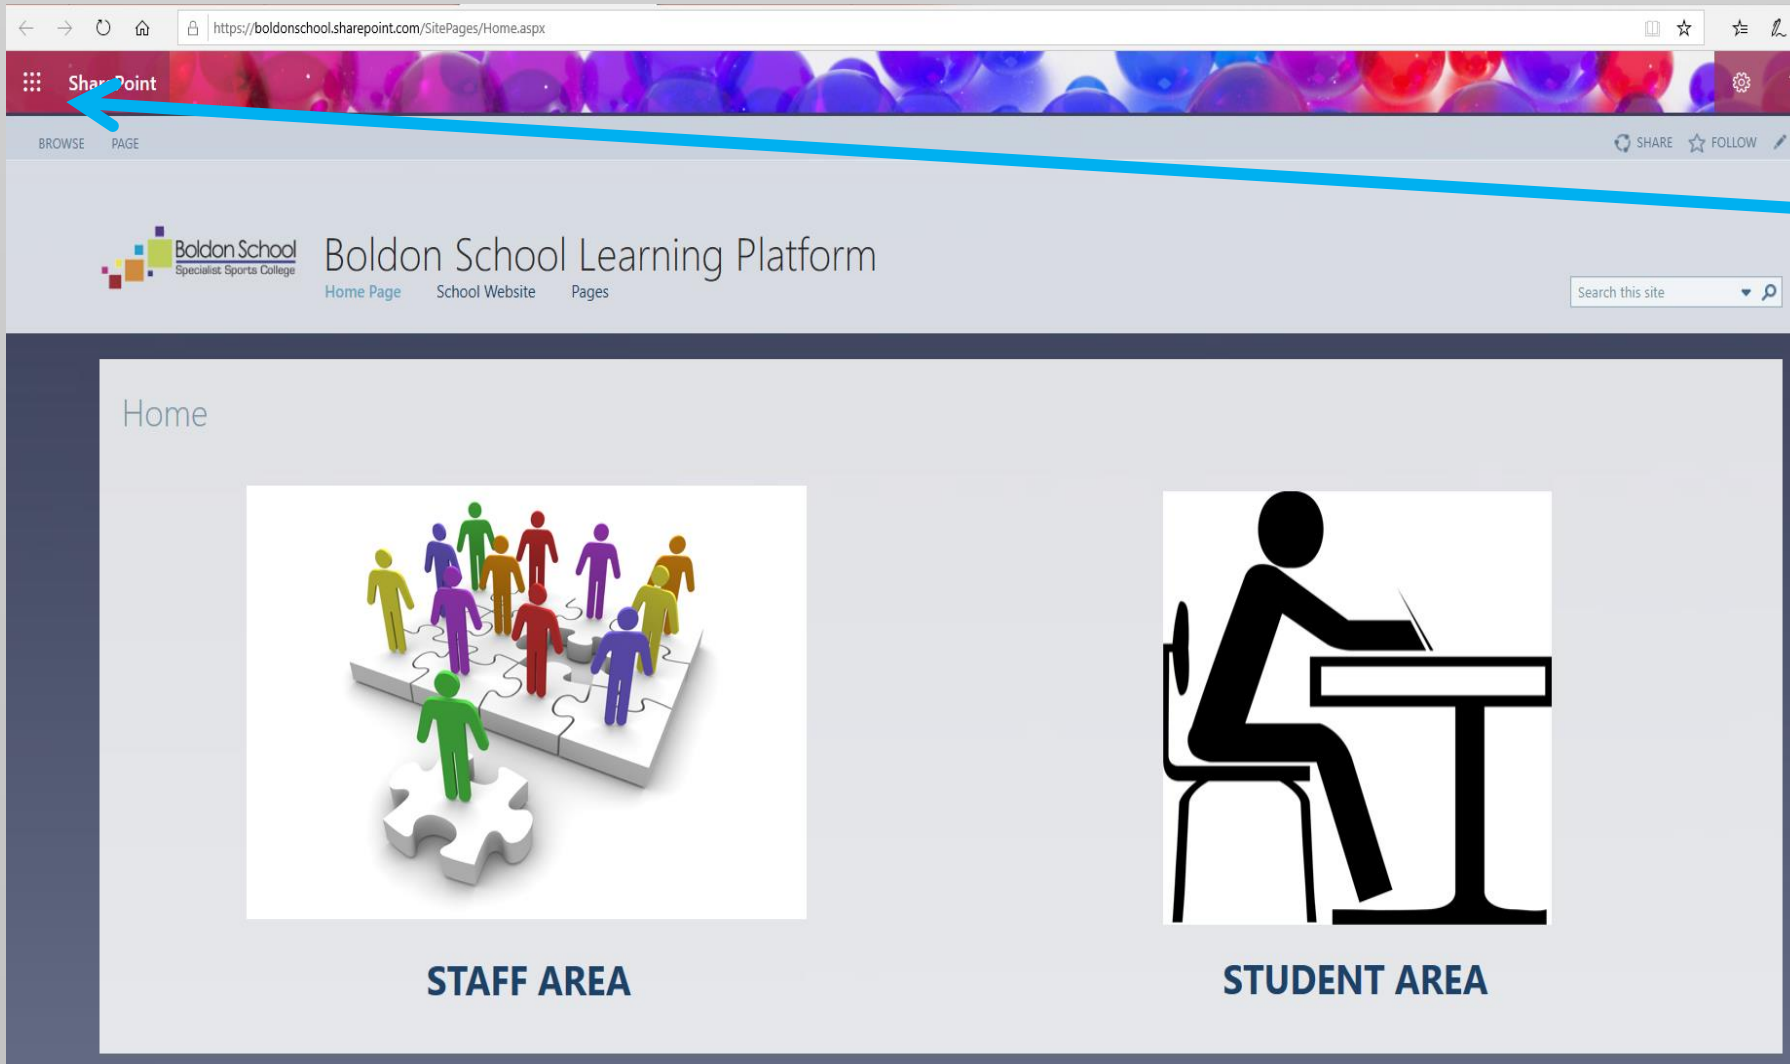 https://boldonschool.sharepoint.com/SitePages/Home.aspx
SharePoint
BROWSE PAGE
SHARE FOLLOW
Boldon School
Specialist Sports College
Boldon School Learning Platform
Home Page School Website Pages
Search this site
Home
STAFF AREA
STUDENT AREA